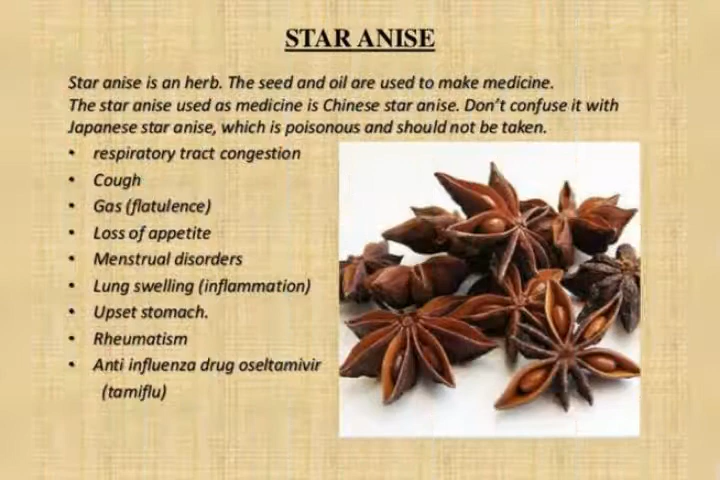 STAR ANISE
Star anise is an herb. The seed and oil are used to make medicine.
The star anise used as medicine is Chinese star anise. Don't confuse it with
Japanese star anise, which is poisonous and should not be taken.
• respiratory tract congestion
• Cough
• Gas (flatulence)
• Loss of appetite
• Menstrual disorders
• Lung swelling (inflammation)
• Upset stomach.
• Rheumatism
• Anti influenza drug oseltamivir
(tamiflu)